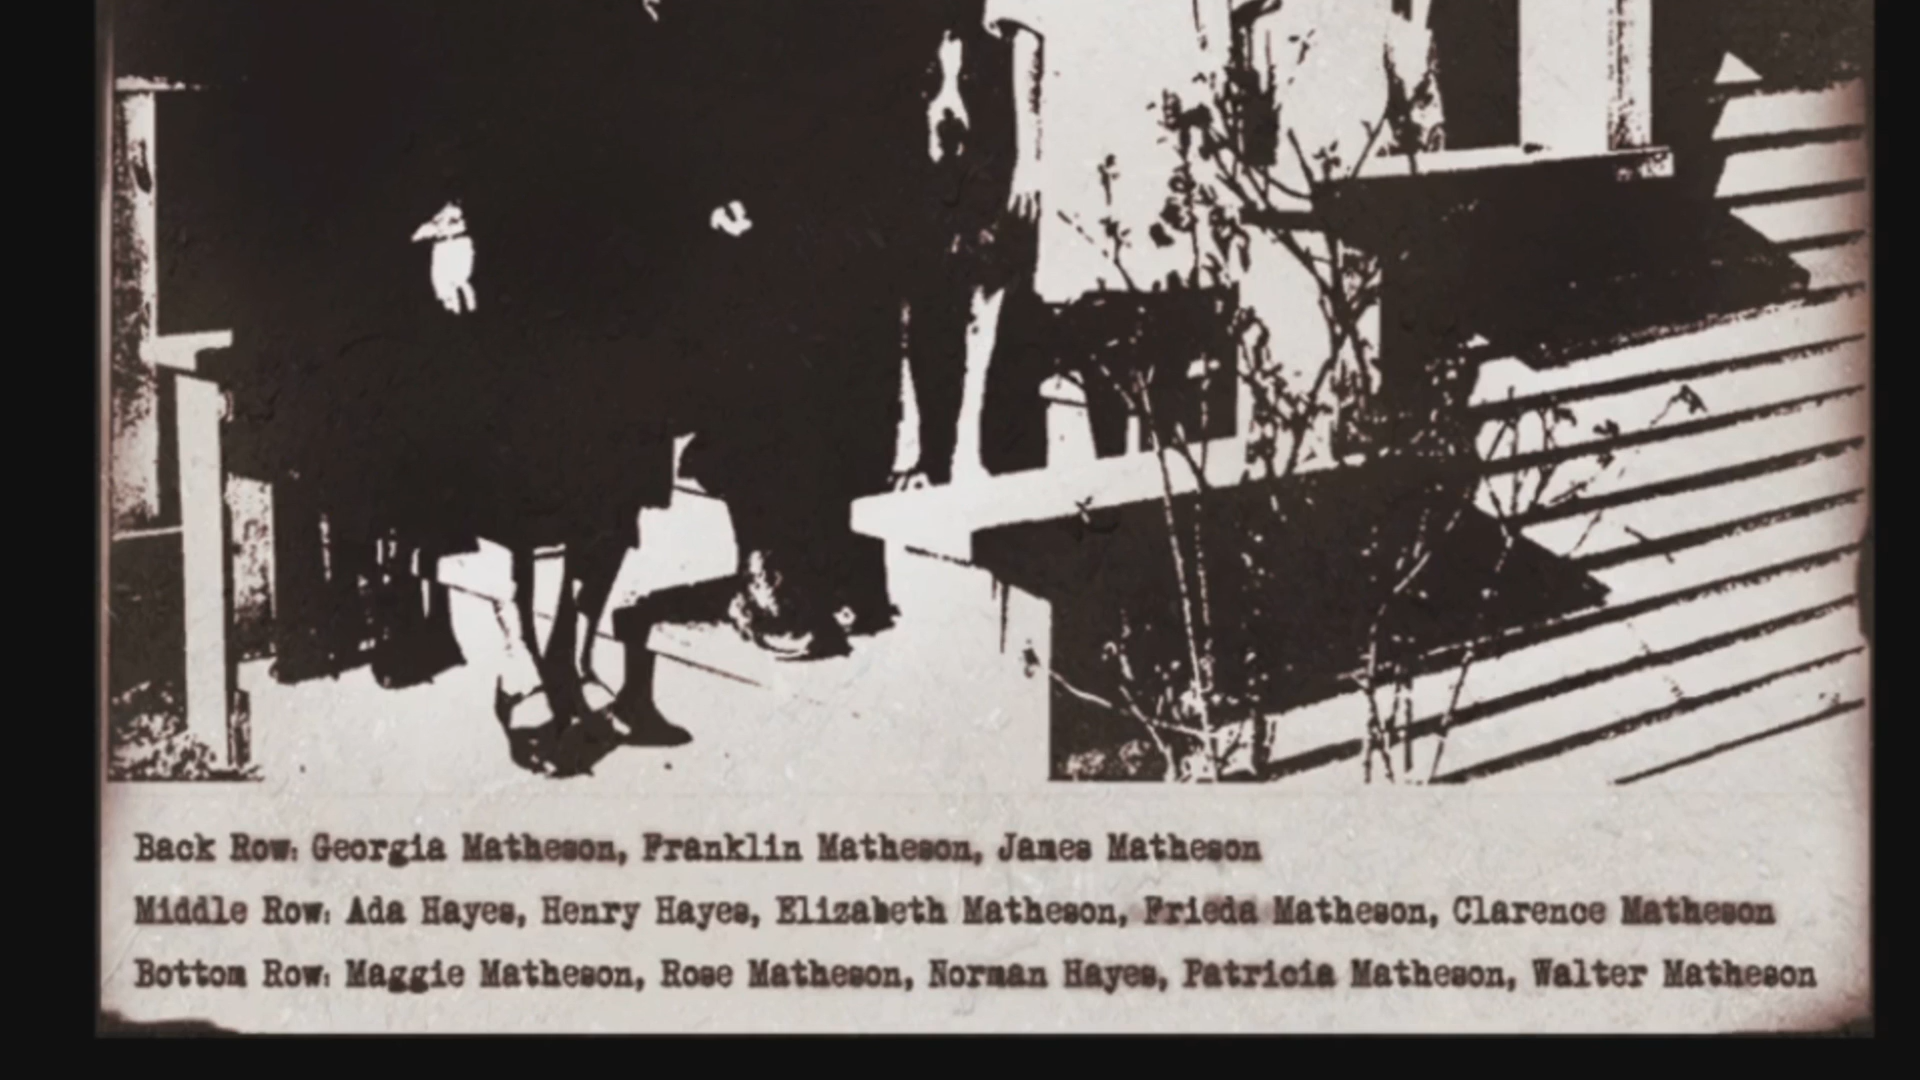 Back Row: Georgia Matheson, Franklin Matheson, James Matheson
Middle Row: Ada Hayes, Henry Hayes, Elizabeth Matheson, Frieda Matheson, Clarence Matheson
Bottom Row: Maggie Matheson, Rose Matheson, Norman Hayes, Patricia Matheson, Walter Matheson